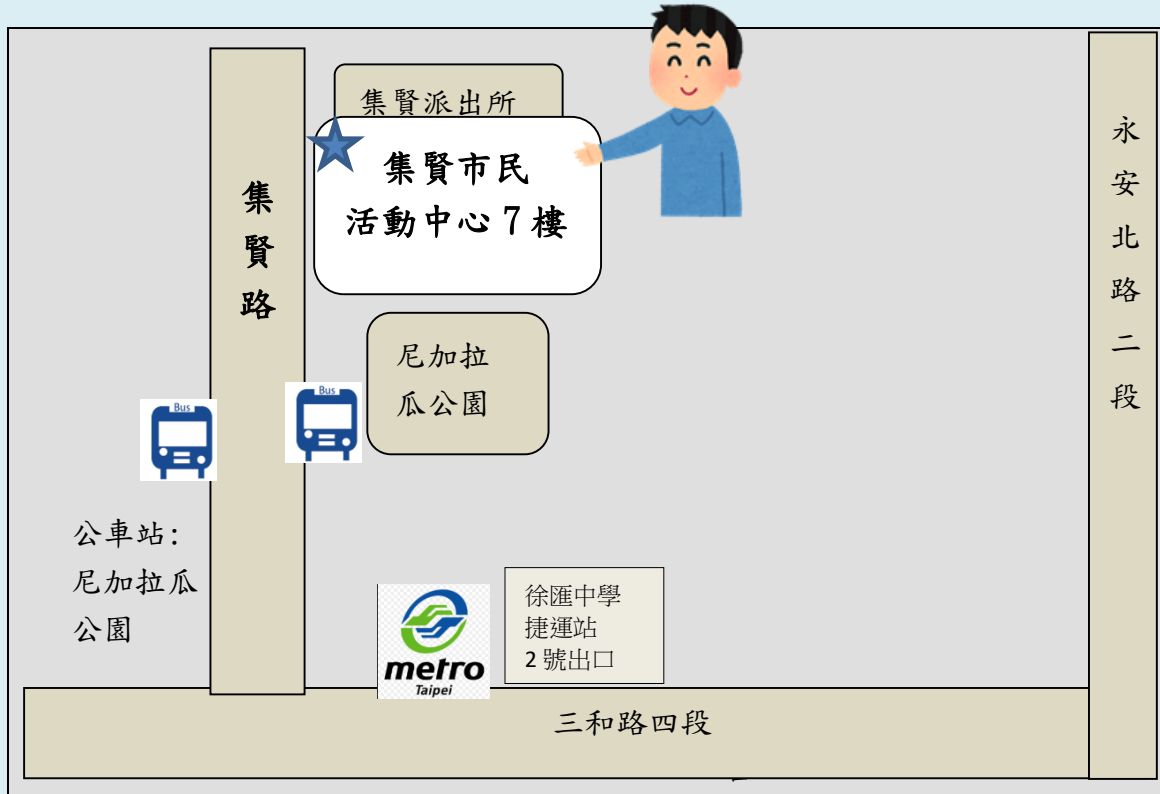 集賢派出所
集賢市民
活動中心7樓
集賢路
永安北路二段
尼加拉
瓜公園
Bus
Bus
公車站:
尼加拉瓜
公園
metro
Taipei
徐匯中學
捷運站
2號出口
三和路四段